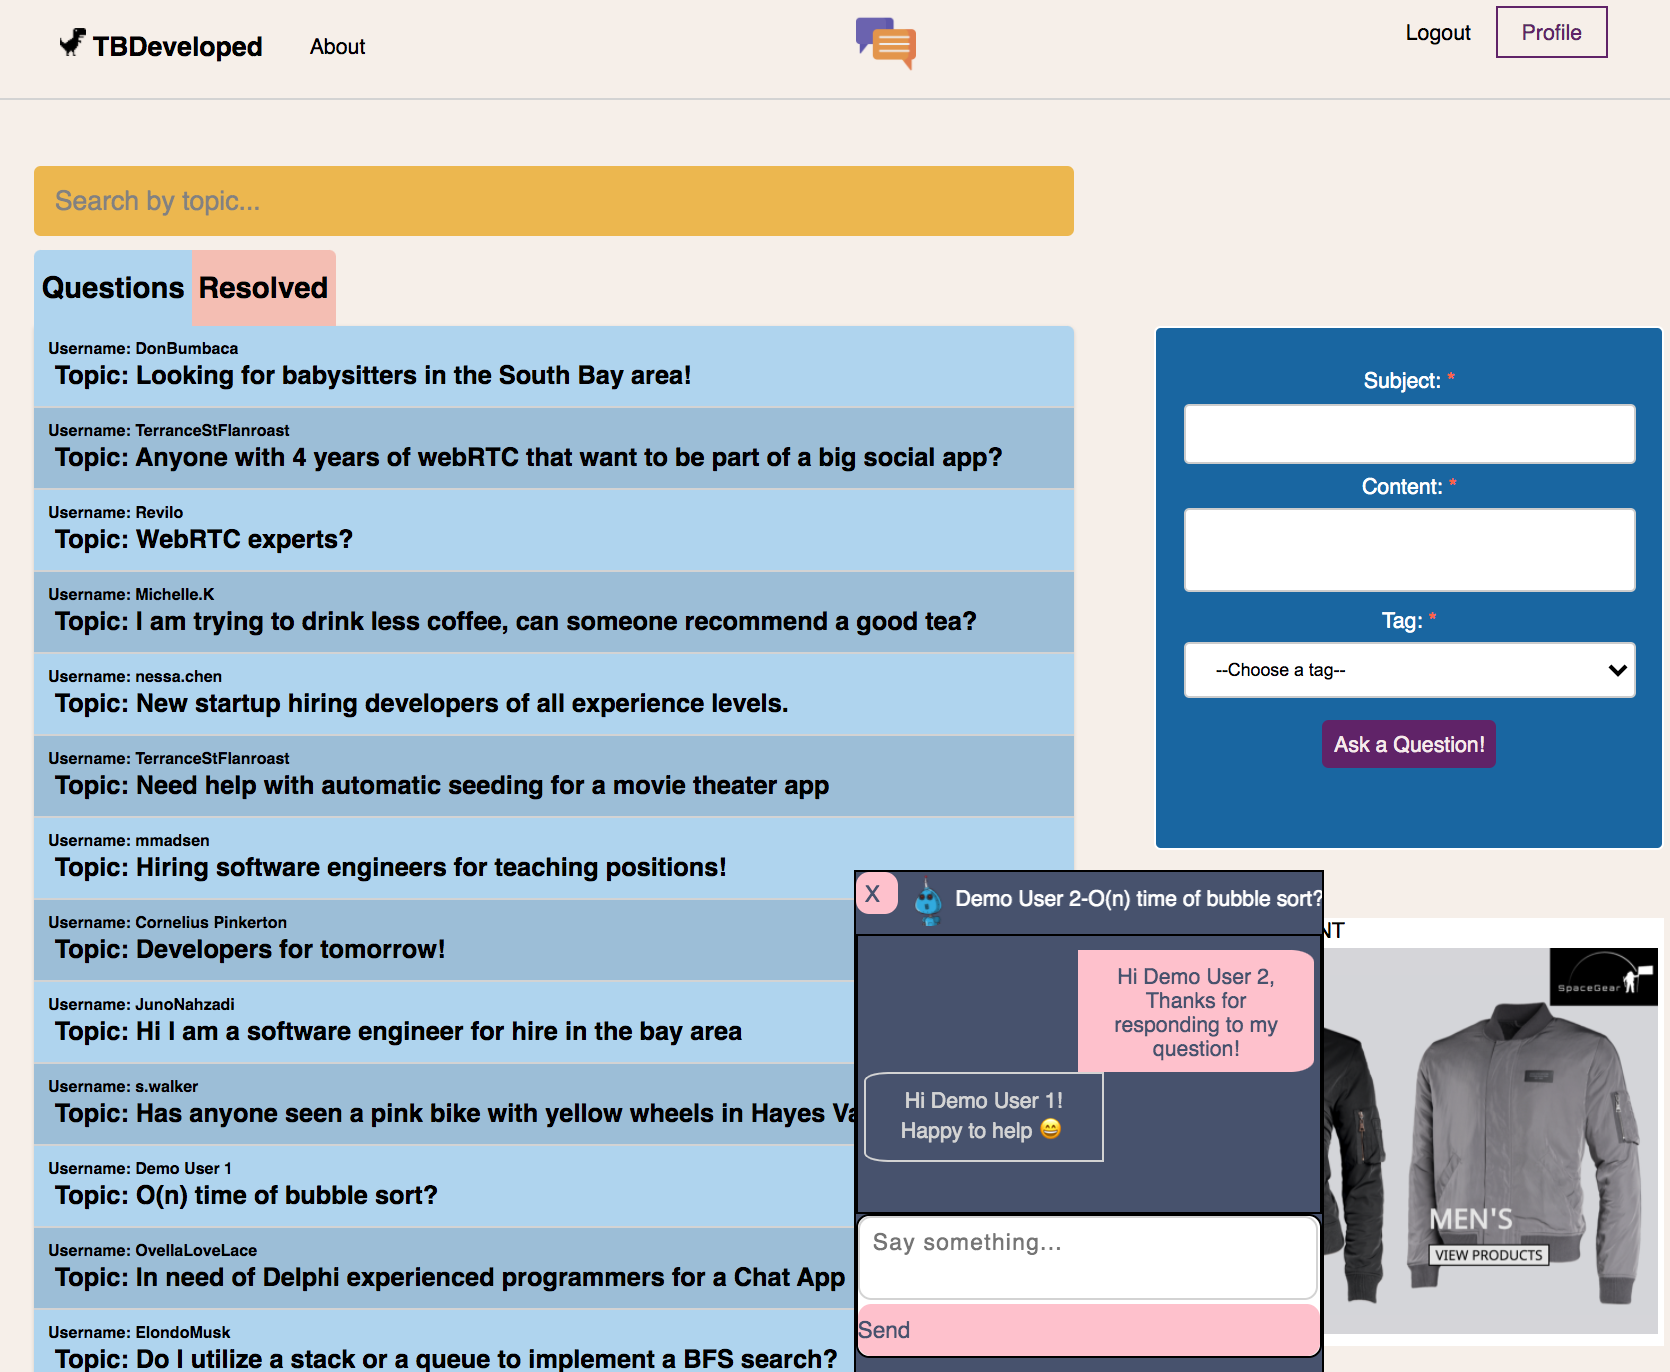 TBDeveloped
About
Logout
Profile
Search by topic...
Questions
Resolved
Username: DonBumbaca
Topic: Looking for babysitters in the South Bay area!
Username: TerranceStFlanroast
Topic: Anyone with 4 years of webRTC that want to be part of a big social app?
Username: Revilo
Topic: WebRTC experts?
Username: Michelle.K
Topic: I am trying to drink less coffee, can someone recommend a good tea?
Username: nessa.chen
Topic: New startup hiring developers of all experience levels.
Username: TerranceStFlanroast
Topic: Need help with automatic seeding for a movie theater app
Username: mmadsen
Topic: Hiring software engineers for teaching positions!
Username: Cornelius Pinkerton
Topic: Developers for tomorrow!
Username: JunoNahzadi
Topic: Hi I am a software engineer for hire in the bay area
Username: s.walker
Topic: Has anyone seen a pink bike with yellow wheels in Hayes Va
Username: Demo User 1
Topic: O(n) time of bubble sort?
Username: OvellaLoveLace
Topic: In need of Delphi experienced programmers for a Chat App
Username: ElondoMusk
Topic: Do I utilize a stack or a queue to implement a BFS search?
Subject: *
Content: *
Tag: *
--Choose a tag--
Ask a Question!
X
Demo User 2-O(n) time of bubble sort?
Hi Demo User 2,
Thanks for
responding to my
question!
Hi Demo User 1!
Happy to help 😄
Say something...
Send
NT
SpaceGear
MEN'S
VIEW PRODUCTS